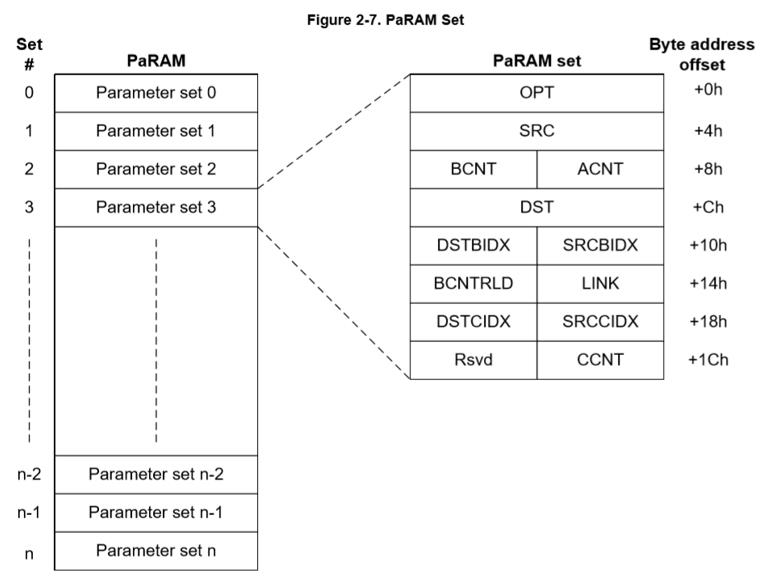 Figure 2-7. PaRAM Set
Set
#
PaRAM
PaRAM set
Byte address
offset
0
Parameter set 0
OPT
+0h
1
Parameter set 1
SRC
+4h
2
Parameter set 2
BCNT
ACNT
+8h
3
Parameter set 3
DST
+Ch
DSTBIDX
SRCBIDX
+10h
BCNTRLD
LINK
+14h
DSTCIDX
SRCCIDX
+18h
Rsvd
CCNT
+1Ch
n-2
Parameter set n-2
n-1
Parameter set n-1
n
Parameter set n